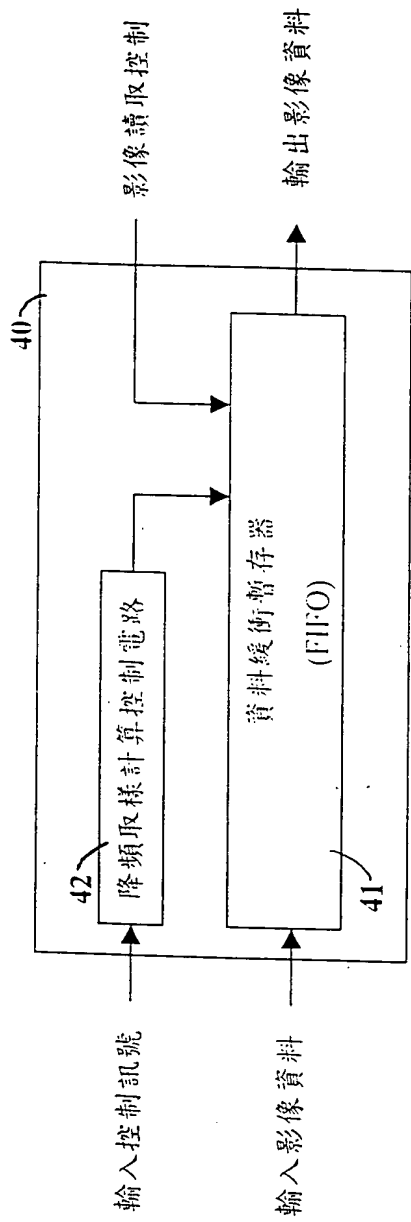 輸入控制訊號
輸入影像資料
40
42
降頻取樣計算控制電路
資料緩衝暫存器
(FIFO)
41
影像讀取控制
輸出影像資料